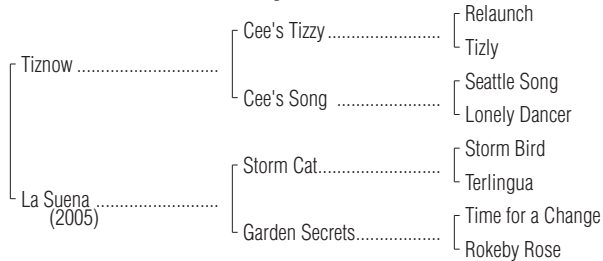 Relaunch
Cee's Tizzy.......................
Tizly
Tiznow .............................
Seattle Song
Cee's Song .....................
Lonely Dancer
Storm Bird
Storm Cat.........................
Terlingua
La Suena .........................
(2005)
Time for a Change
Garden Secrets.................
Rokeby Rose